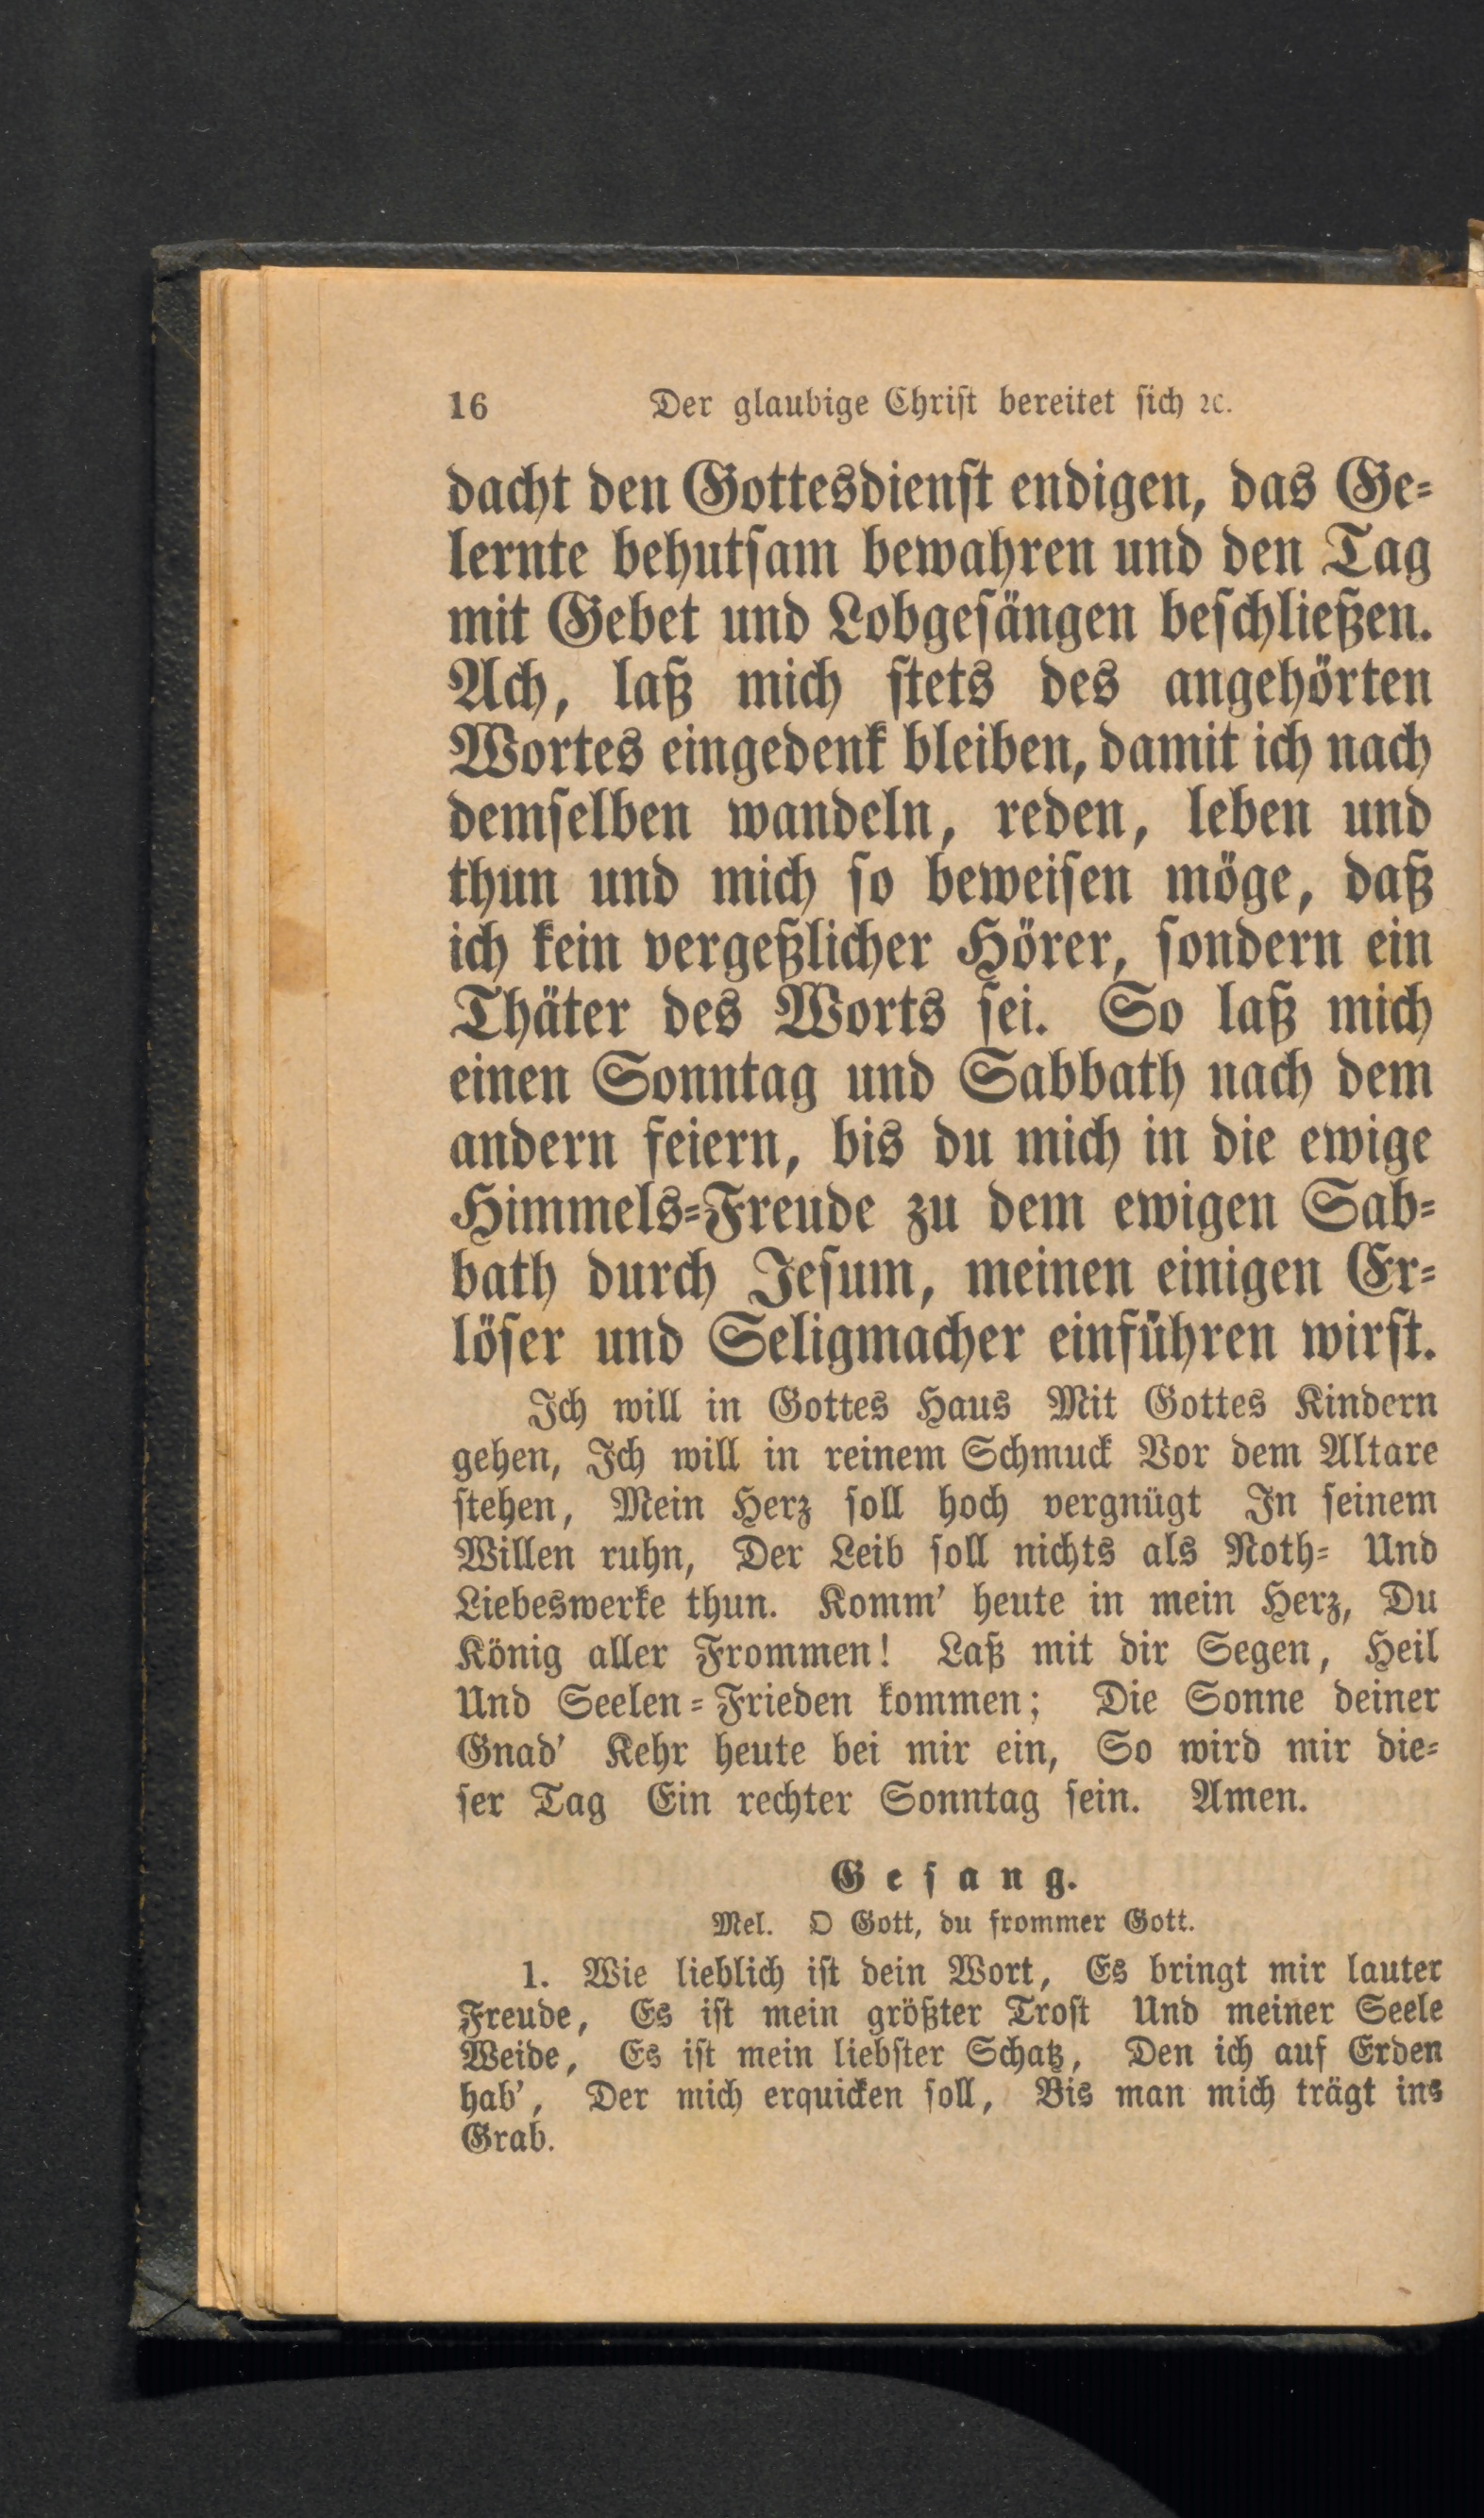 16 Der glaubige Christ bereitet sich ꝛc.
dacht den Gottesdienst endigen, das Ge-
lernte behutsam bewahren und den Tag
mit Gebet und Lobgesängen beschließen.
Ach, laß mich stets des angehörten
Wortes eingedenk bleiben, damit ich nach
demselben wandeln, reden, leben und
thun und mich so beweisen möge, daß
ich kein vergeßlicher Hörer, sondern ein
Thäter des Worts sei. So laß mich
einen Sonntag und Sabbath nach dem
andern feiern, bis du mich in die ewige
Himmels-Freude zu dem ewigen Sab-
bath durch Jesum, meinen einigen Er-
löser und Seligmacher einführen wirst.
Ich will in Gottes Haus Mit Gottes Kindern
gehen, Ich will in reinem Schmuck Vor dem Altare
stehen, Mein Herz soll hoch vergnügt In seinem
Willen ruhn, Der Leib soll nichts als Noth- Und
Liebeswerke thun. Komm' heute in mein Herz, Du
König aller Frommen! Laß mit dir Segen, Heil
Und Seelen-Frieden kommen; Die Sonne deiner
Gnad' Kehr heute bei mir ein, So wird mir die-
ser Tag Ein rechter Sonntag sein. Amen.
Gesang.
Mel. O Gott, du frommer Gott.
1. Wie lieblich ist dein Wort, Es bringt mir lauter
Freude, Es ist mein größter Trost Und meiner Seele
Weide, Es ist mein liebster Schatz, Den ich auf Erden
hab', Der mich erquicken soll, Bis man mich trägt ins
Grab.